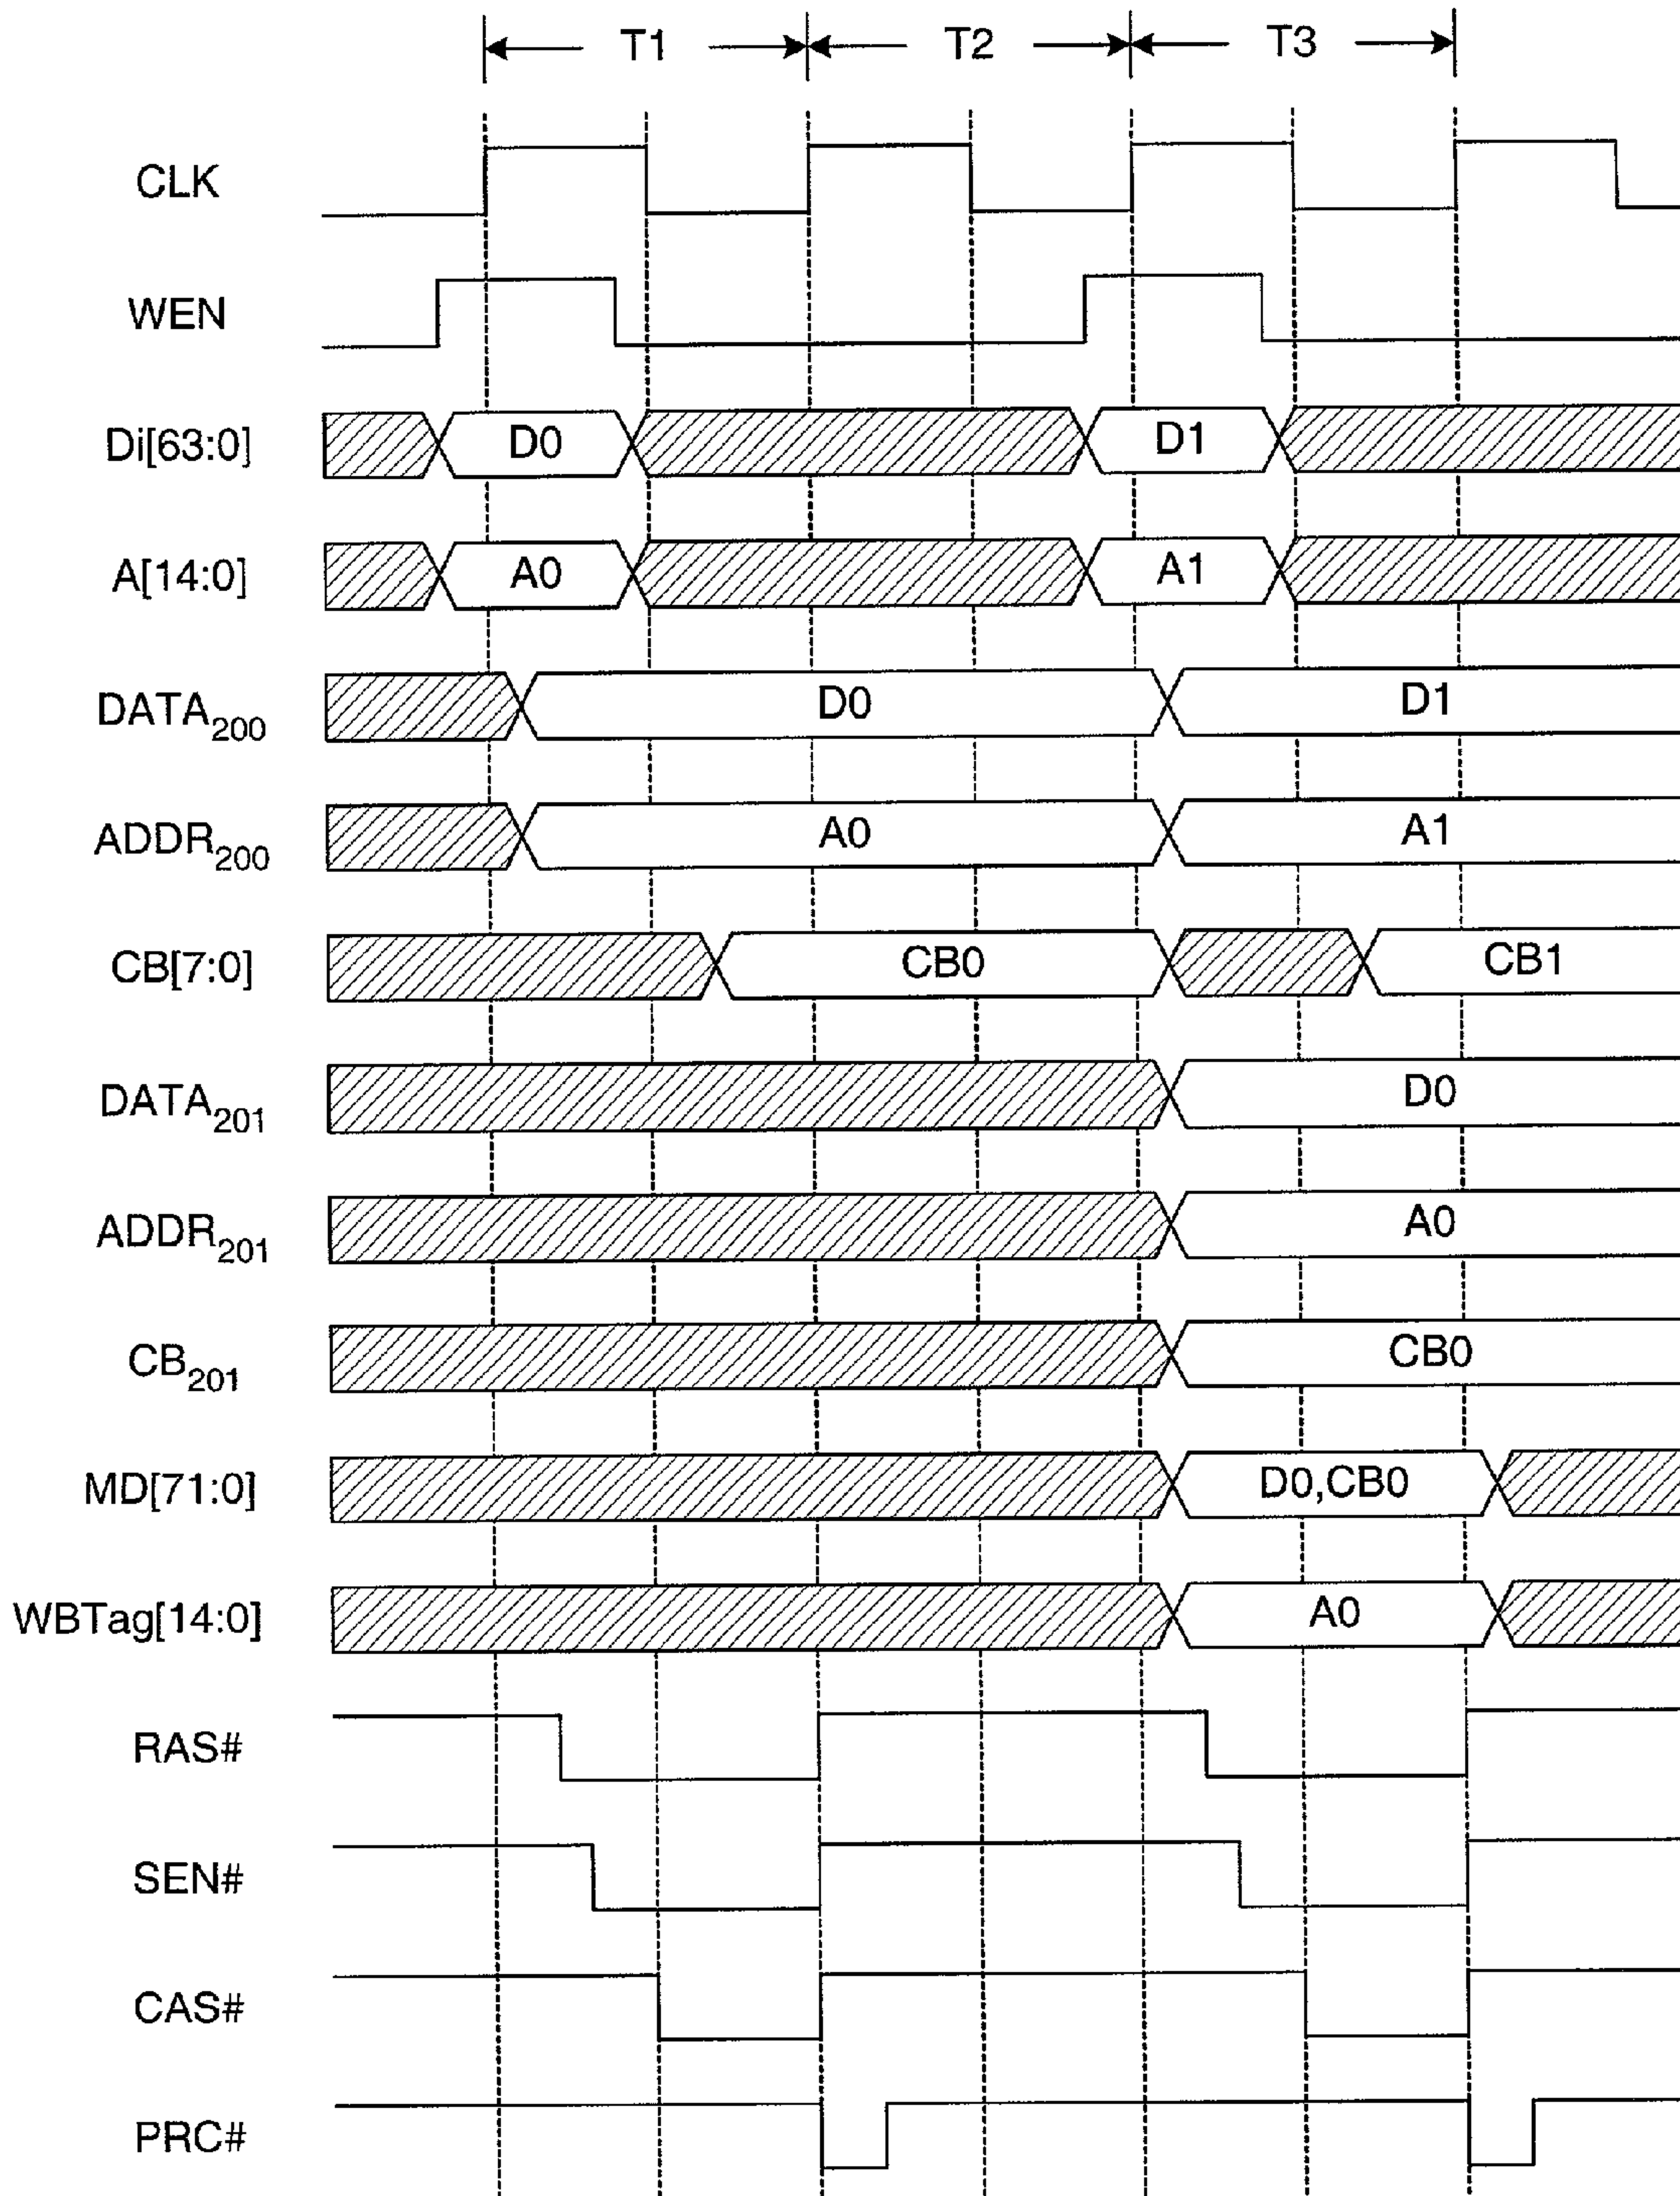 T1 T2 T3
CLK
WEN
Di[63:0] D0 D1
A[14:0] A0 A1
DATA200 D0 D1
ADDR200 A0 A1
CB[7:0] CB0 CB1
DATA201 D0
ADDR201 A0
CB201 CB0
MD[71:0] D0,CB0
WBTag[14:0] A0
RAS#
SEN#
CAS#
PRC#